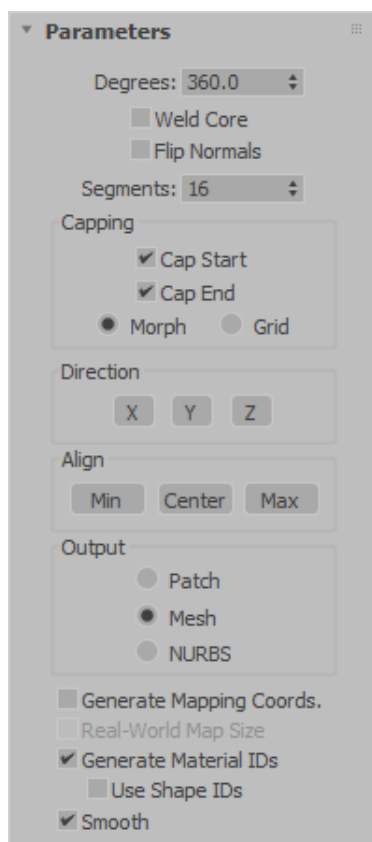 Parameters
Degrees: 360.0
Weld Core
Flip Normals
Segments: 16
Capping
Cap Start
Cap End
Morph Grid
Direction
X Y Z
Align
Min Center Max
Output
Patch
Mesh
NURBS
Generate Mapping Coords.
Real-World Map Size
Generate Material IDs
Use Shape IDs
Smooth